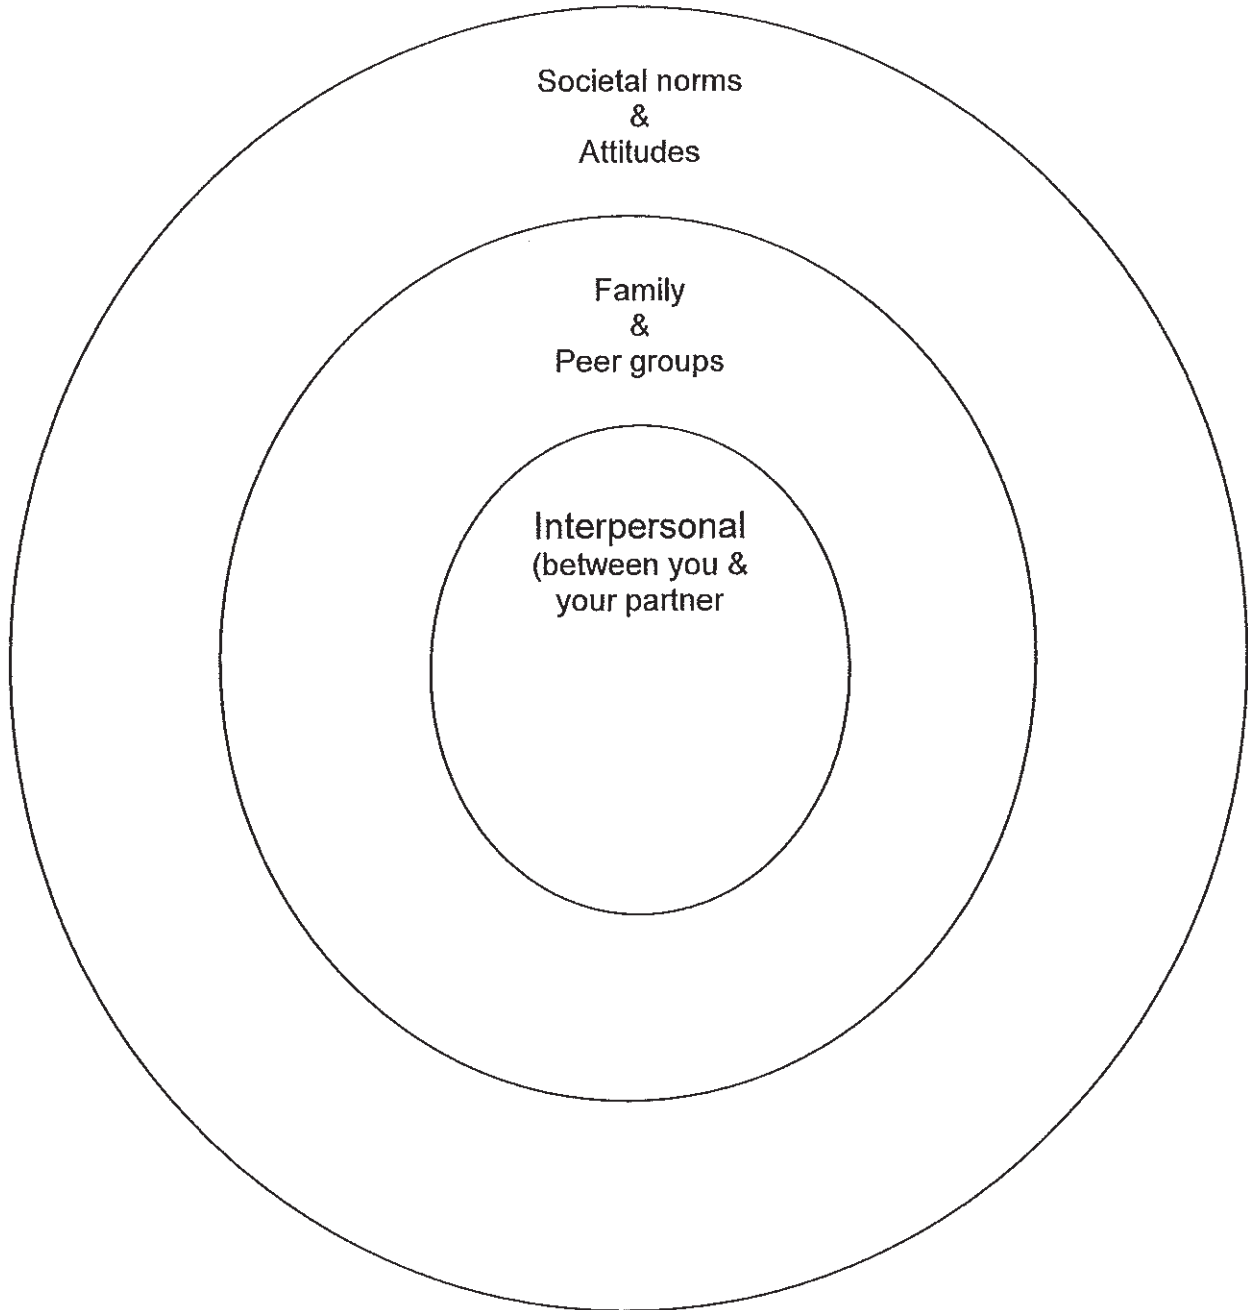 Societal norms
&
Attitudes
Family
&
Peer groups
Interpersonal
(between you &
your partner